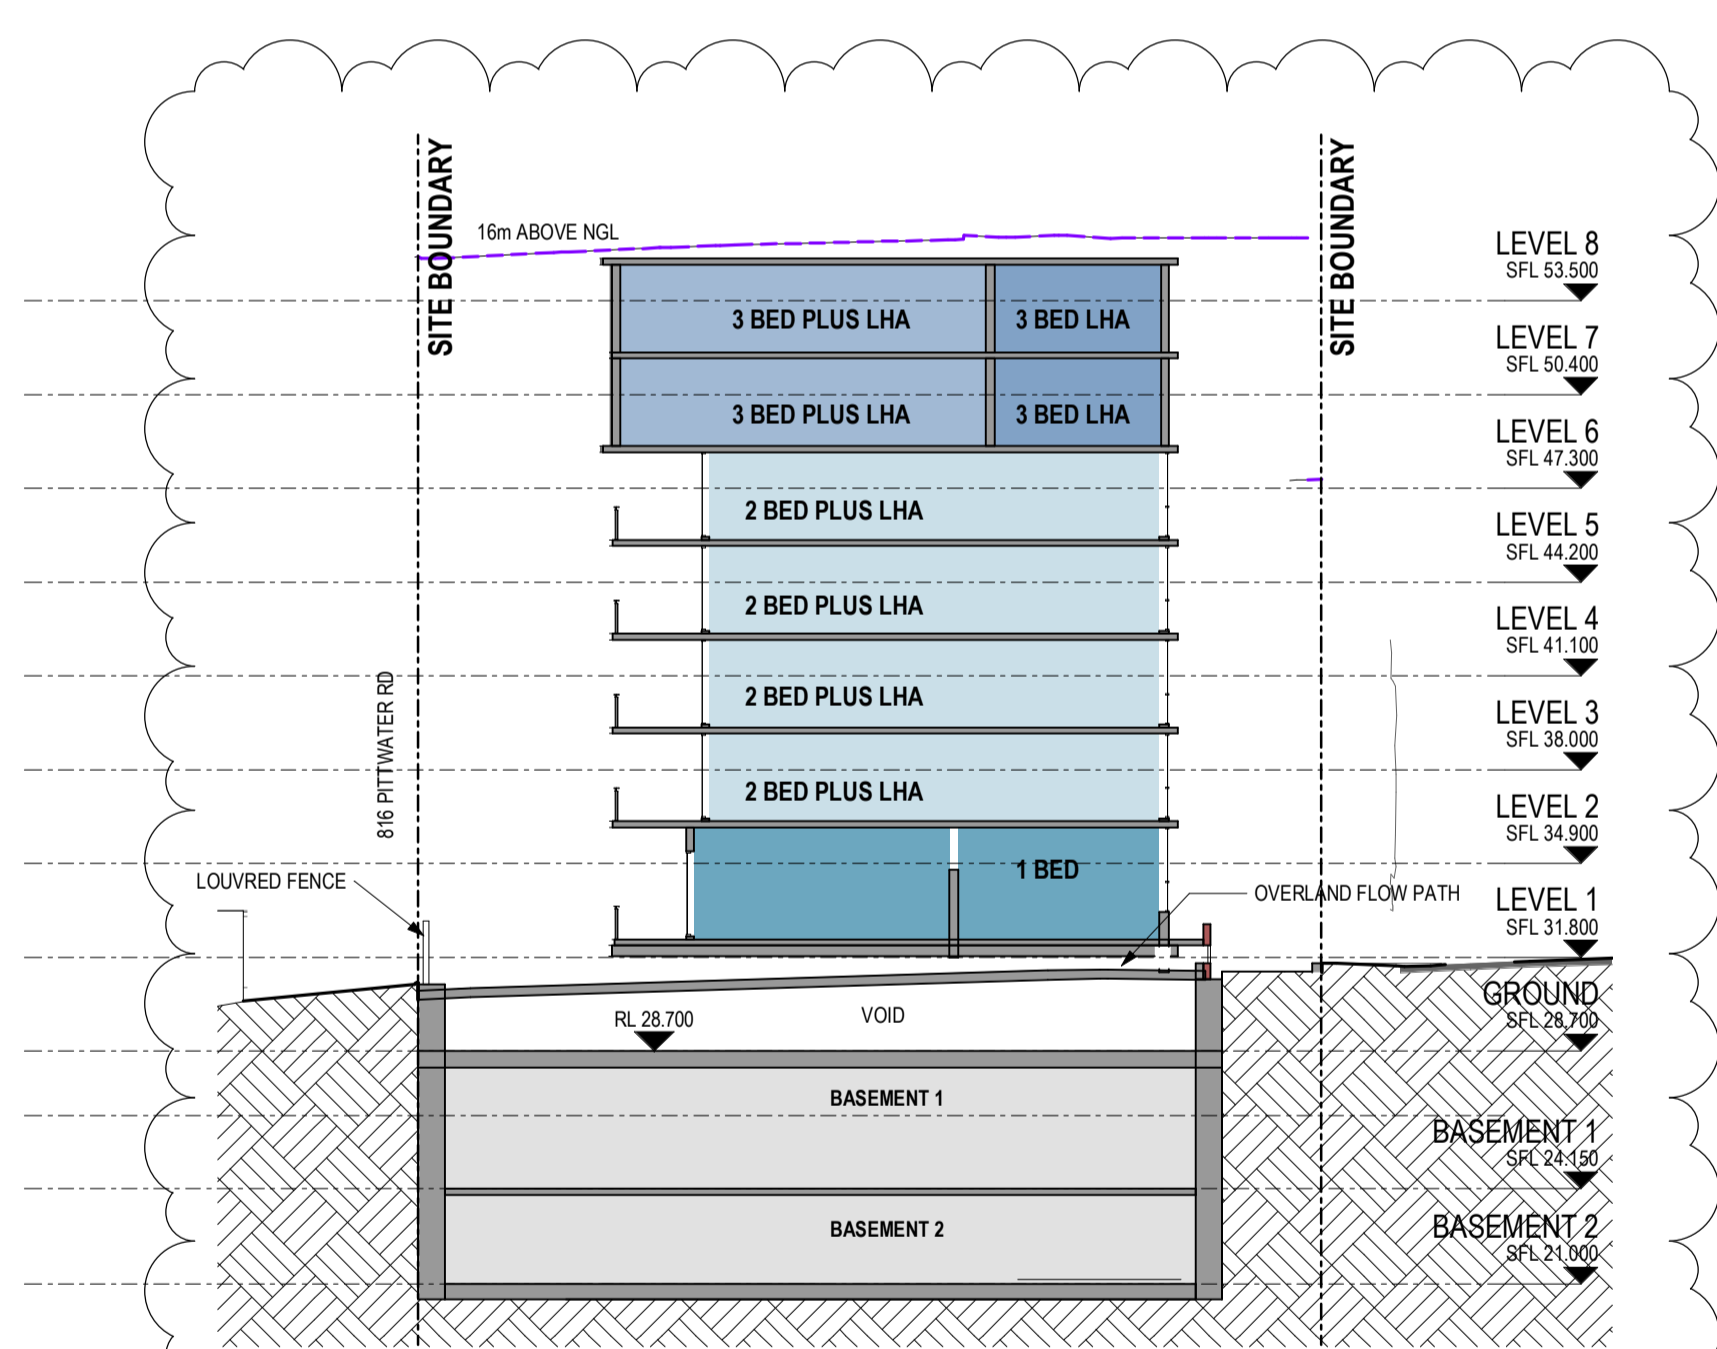 SITE BOUNDARY
SITE BOUNDARY
16m ABOVE NGL
LEVEL 8
SFL 53.500
3 BED PLUS LHA
3 BED LHA
LEVEL 7
SFL 50.400
3 BED PLUS LHA
3 BED LHA
LEVEL 6
SFL 47.300
2 BED PLUS LHA
LEVEL 5
SFL 44.200
2 BED PLUS LHA
LEVEL 4
SFL 41.100
816 PITTWATER RD
2 BED PLUS LHA
LEVEL 3
SFL 38.000
2 BED PLUS LHA
LEVEL 2
SFL 34.900
1 BED
LOUVRED FENCE
OVERLAND FLOW PATH
LEVEL 1
SFL 31.800
GROUND
SFL 28.700
RL 28.700
VOID
BASEMENT 1
BASEMENT 1
SFL 24.150
BASEMENT 2
BASEMENT 2
SFL 21.000